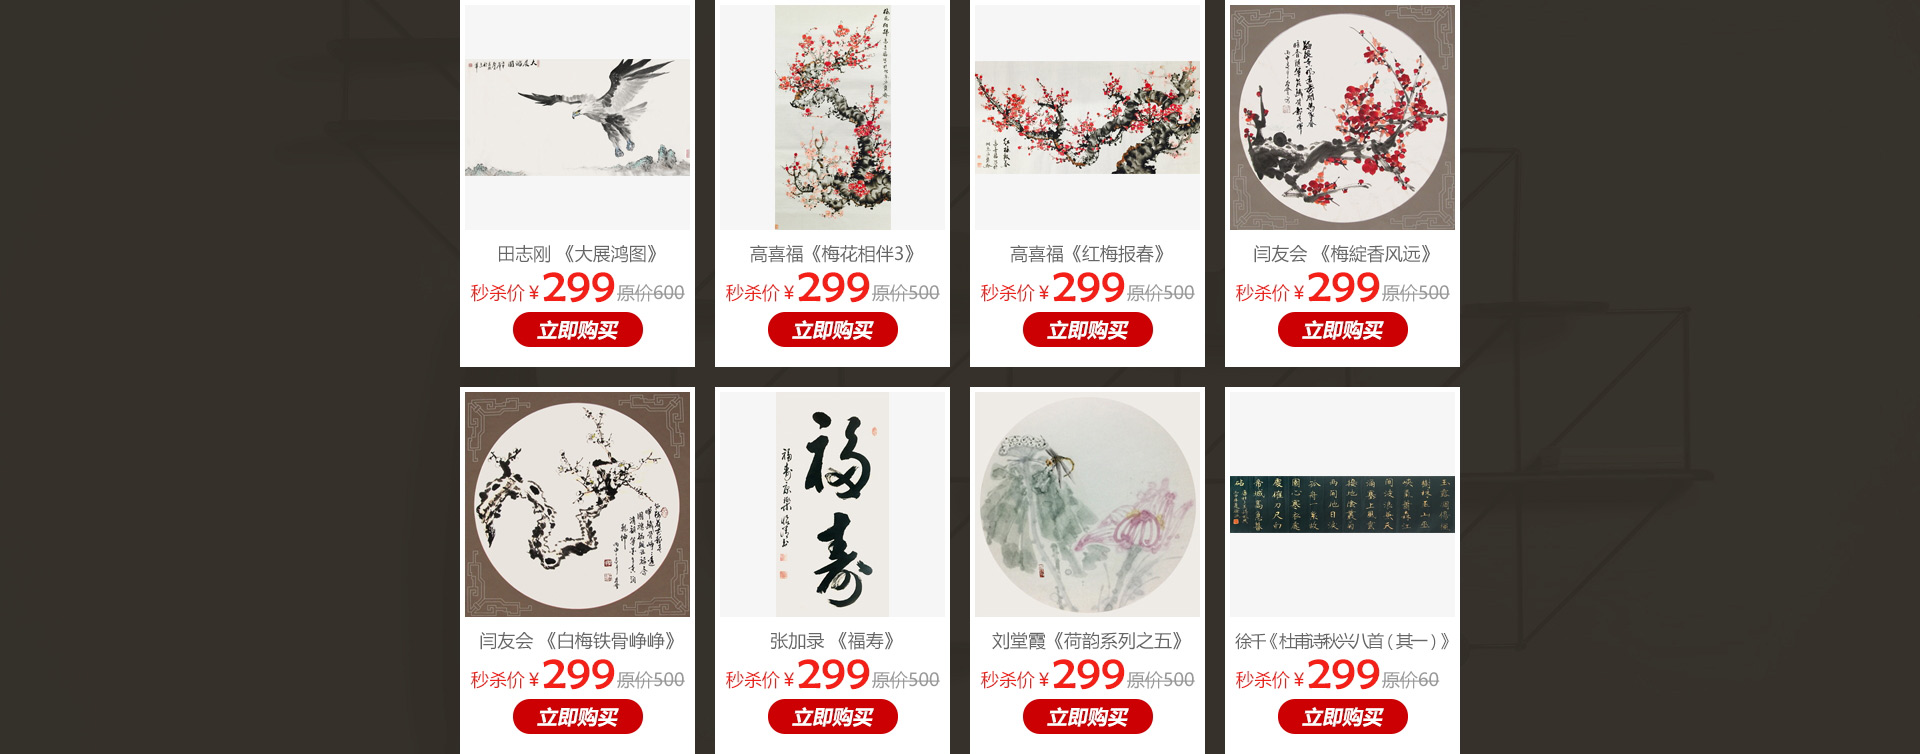 田志刚 《大展鸿图》
秒杀价 ¥ 299 原价600
立即购买
高喜福《梅花相伴3》
秒杀价 ¥ 299 原价500
立即购买
高喜福《红梅报春》
秒杀价 ¥ 299 原价500
立即购买
闫友会 《梅綻香风远》
秒杀价 ¥ 299 原价500
立即购买
闫友会 《白梅铁骨峥峥》
秒杀价 ¥ 299 原价500
立即购买
福
寿
张加录 《福寿》
秒杀价 ¥ 299 原价500
立即购买
刘堂霞《荷韵系列之五》
秒杀价 ¥ 299 原价500
立即购买
徐千《杜甫诗秋兴八首（其一）》
秒杀价 ¥ 299 原价60
立即购买